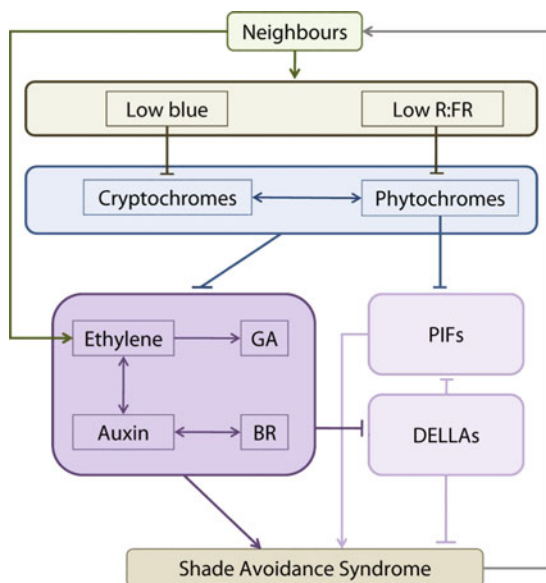 Neighbours
Low blue
Low R:FR
Cryptochromes
Phytochromes
Ethylene
GA
PIFs
Auxin
BR
DELLAs
Shade Avoidance Syndrome